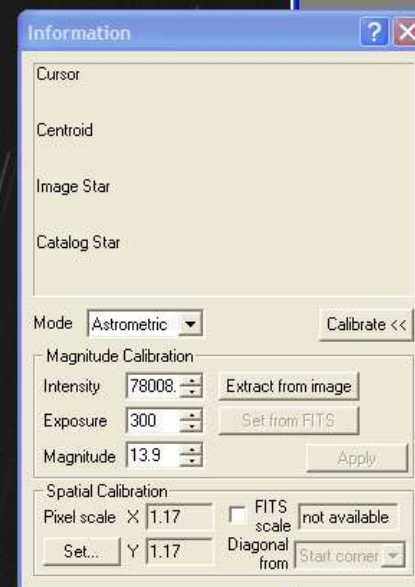 Information
Cursor
Centroid
Image Star
Catalog Star
Mode Astrometric Calibrate <<
Magnitude Calibration
Intensity 78008. Extract from image
Exposure 300 Set from FITS
Magnitude 13.9 Apply
Spatial Calibration
Pixel scale X 1.17 FITS scale not available
Set... Y 1.17 Diagonal from Start corner